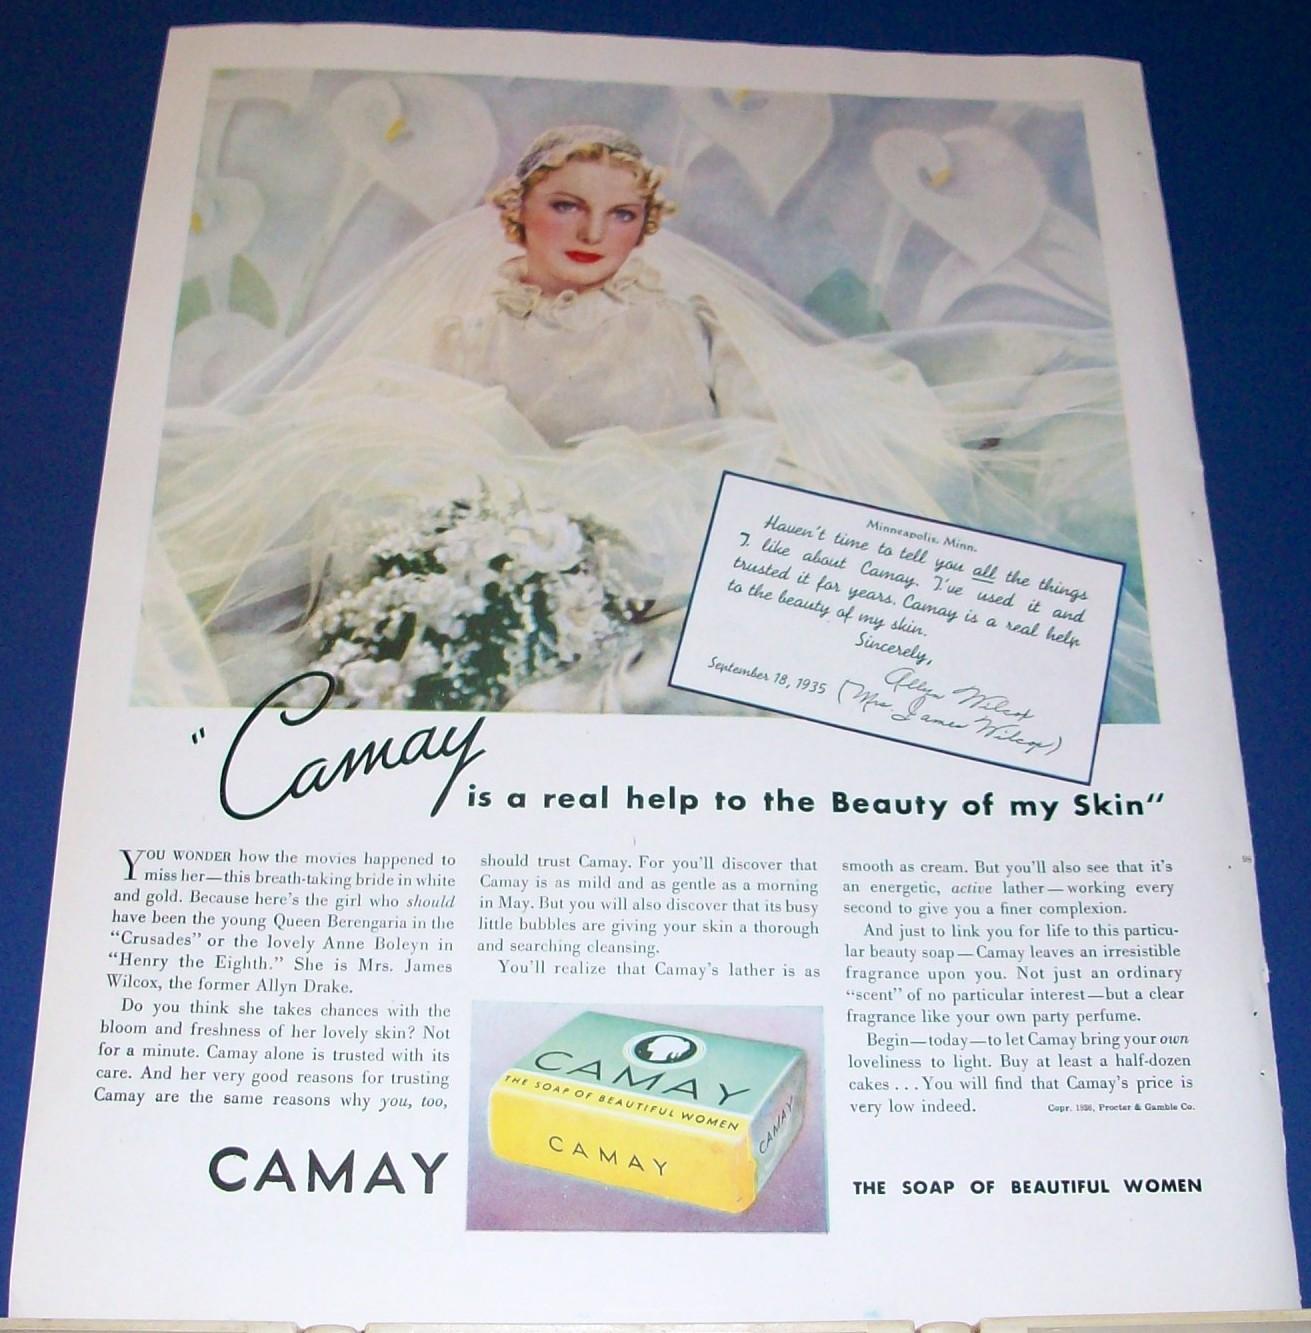 Minneapolis, Minn.
Haven't time to tell you all the things
I like about Camay. I've used it and
trusted it for years. Camay is a real help
to the beauty of my skin.
Sincerely,
Allyn Wilcox
September 18, 1935 (Mrs. James Wilcox)
"Camay
is a real help to the Beauty of my Skin"
YOU WONDER how the movies happened to
miss her—this breath-taking bride in white
and gold. Because here's the girl who should
have been the young Queen Berengaria in the
"Crusades" or the lovely Anne Boleyn in
"Henry the Eighth." She is Mrs. James
Wilcox, the former Allyn Drake.
Do you think she takes chances with the
bloom and freshness of her lovely skin? Not
for a minute. Camay alone is trusted with its
care. And her very good reasons for trusting
Camay are the same reasons why you, too,
should trust Camay. For you'll discover that
Camay is as mild and as gentle as a morning
in May. But you will also discover that its busy
little bubbles are giving your skin a thorough
and searching cleansing.
You'll realize that Camay's lather is as
smooth as cream. But you'll also see that it's
an energetic, active lather—working every
second to give you a finer complexion.
And just to link you for life to this particu-
lar beauty soap—Camay leaves an irresistible
fragrance upon you. Not just an ordinary
"scent" of no particular interest—but a clear
fragrance like your own party perfume.
Begin—today—to let Camay bring your own
loveliness to light. Buy at least a half-dozen
cakes . . . You will find that Camay's price is
very low indeed.
Copr. 1936, Procter & Gamble Co.
CAMAY
THE SOAP OF BEAUTIFUL WOMEN
CAMAY
CAMAY
CAMAY
THE SOAP OF BEAUTIFUL WOMEN